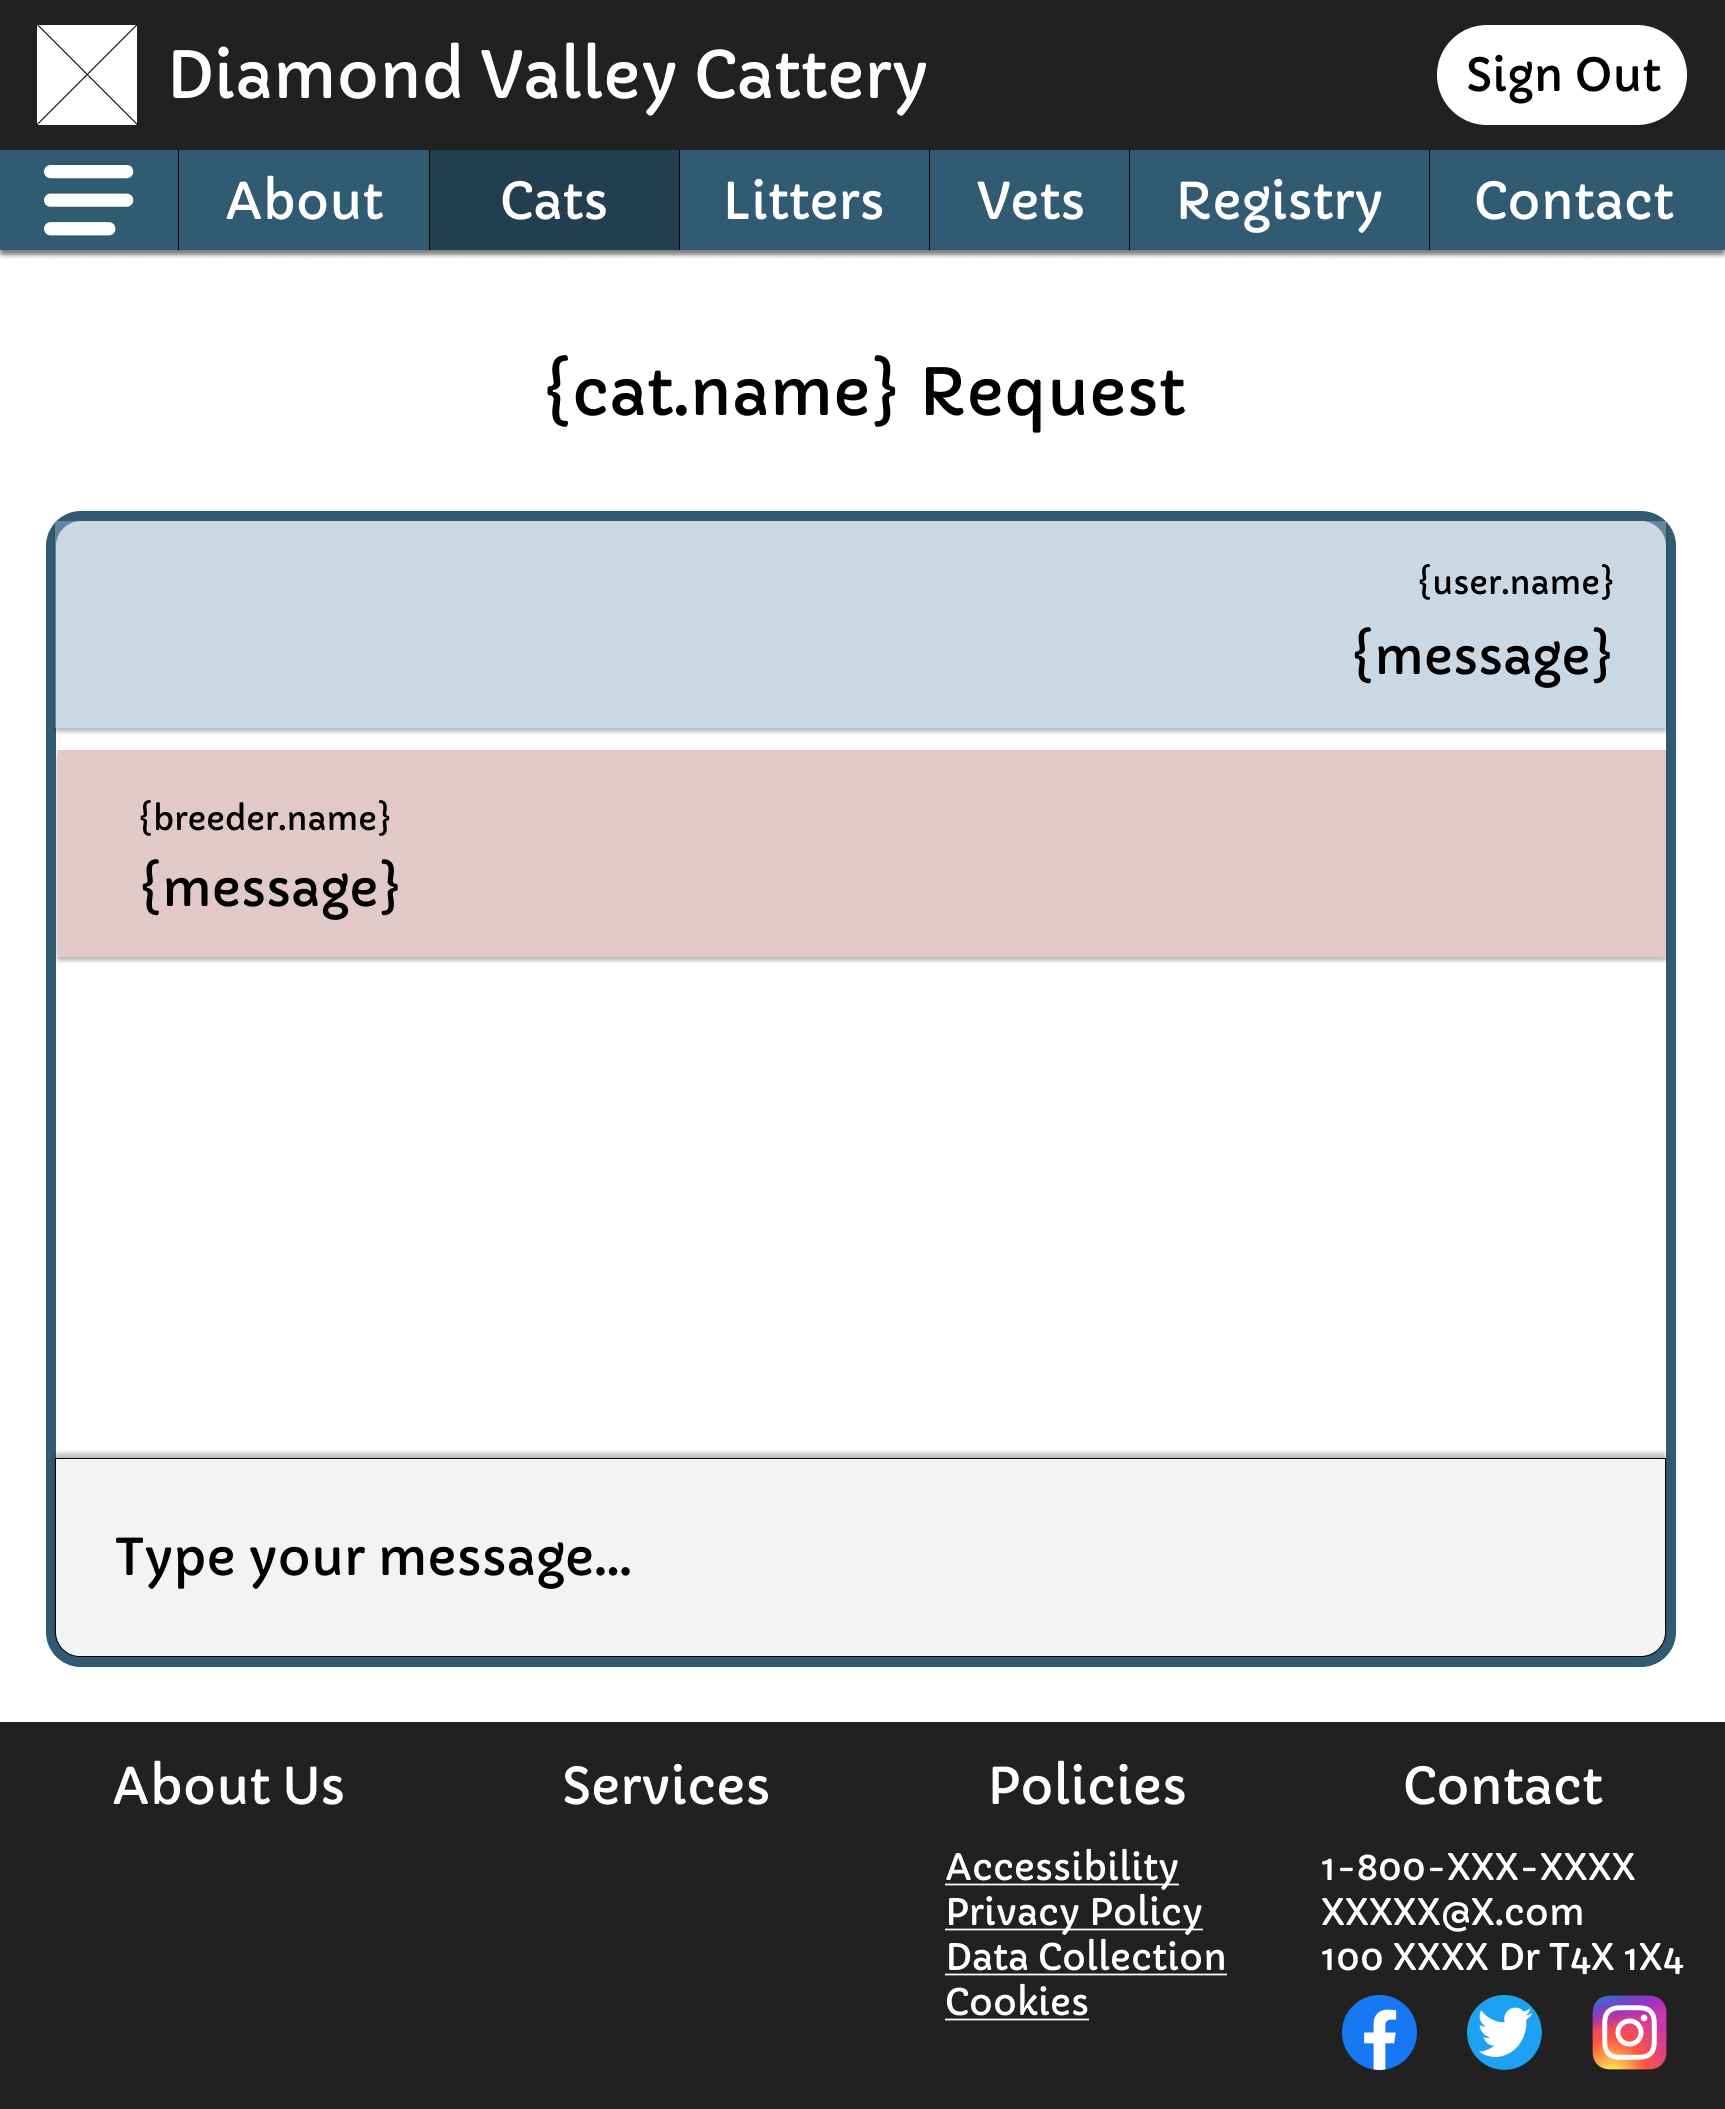 Diamond Valley Cattery
Sign Out
About
Cats
Litters
Vets
Registry
Contact
{cat.name} Request
{user.name}
{message}
{breeder.name}
{message}
Type your message...
About Us
Services
Policies
Accessibility
Privacy Policy
Data Collection
Cookies
Contact
1-800-XXX-XXXX
XXXXX@X.com
100 XXXX Dr T4X 1X4